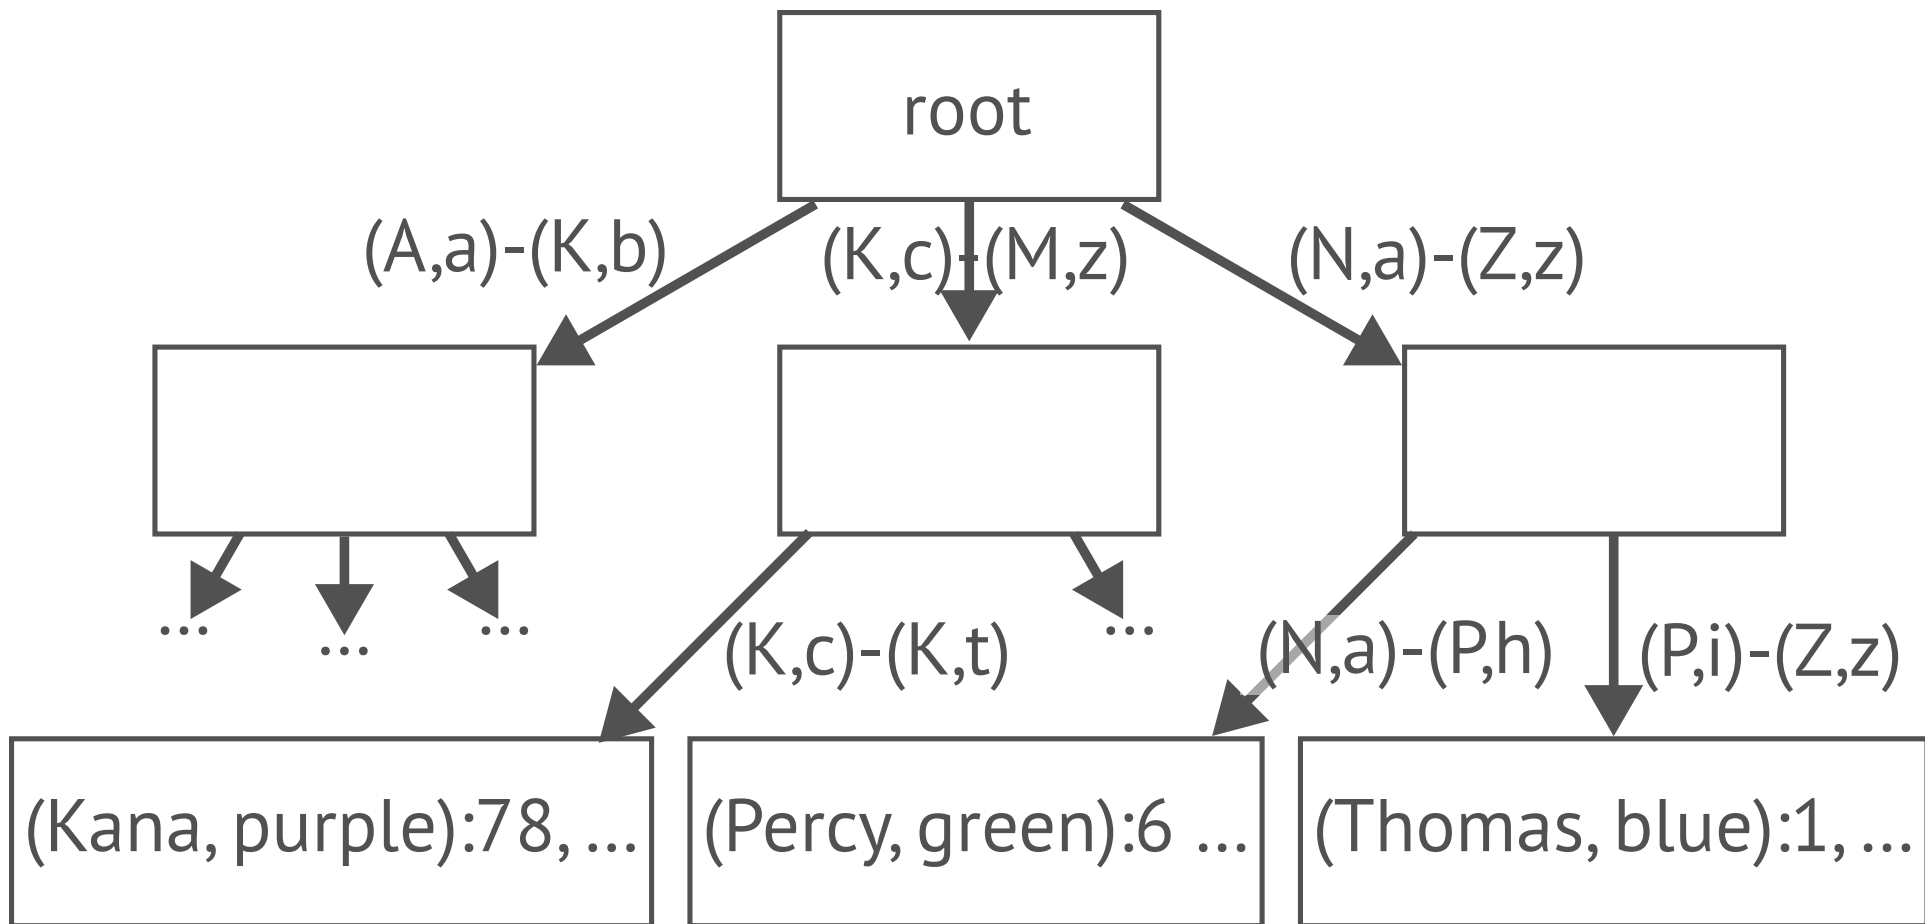 root
(A,a)-(K,b)
(K,c)-(M,z)
(N,a)-(Z,z)
...
...
...
...
(K,c)-(K,t)
(N,a)-(P,h)
(P,i)-(Z,z)
(Kana, purple):78, ...
(Percy, green):6 ...
(Thomas, blue):1, ...